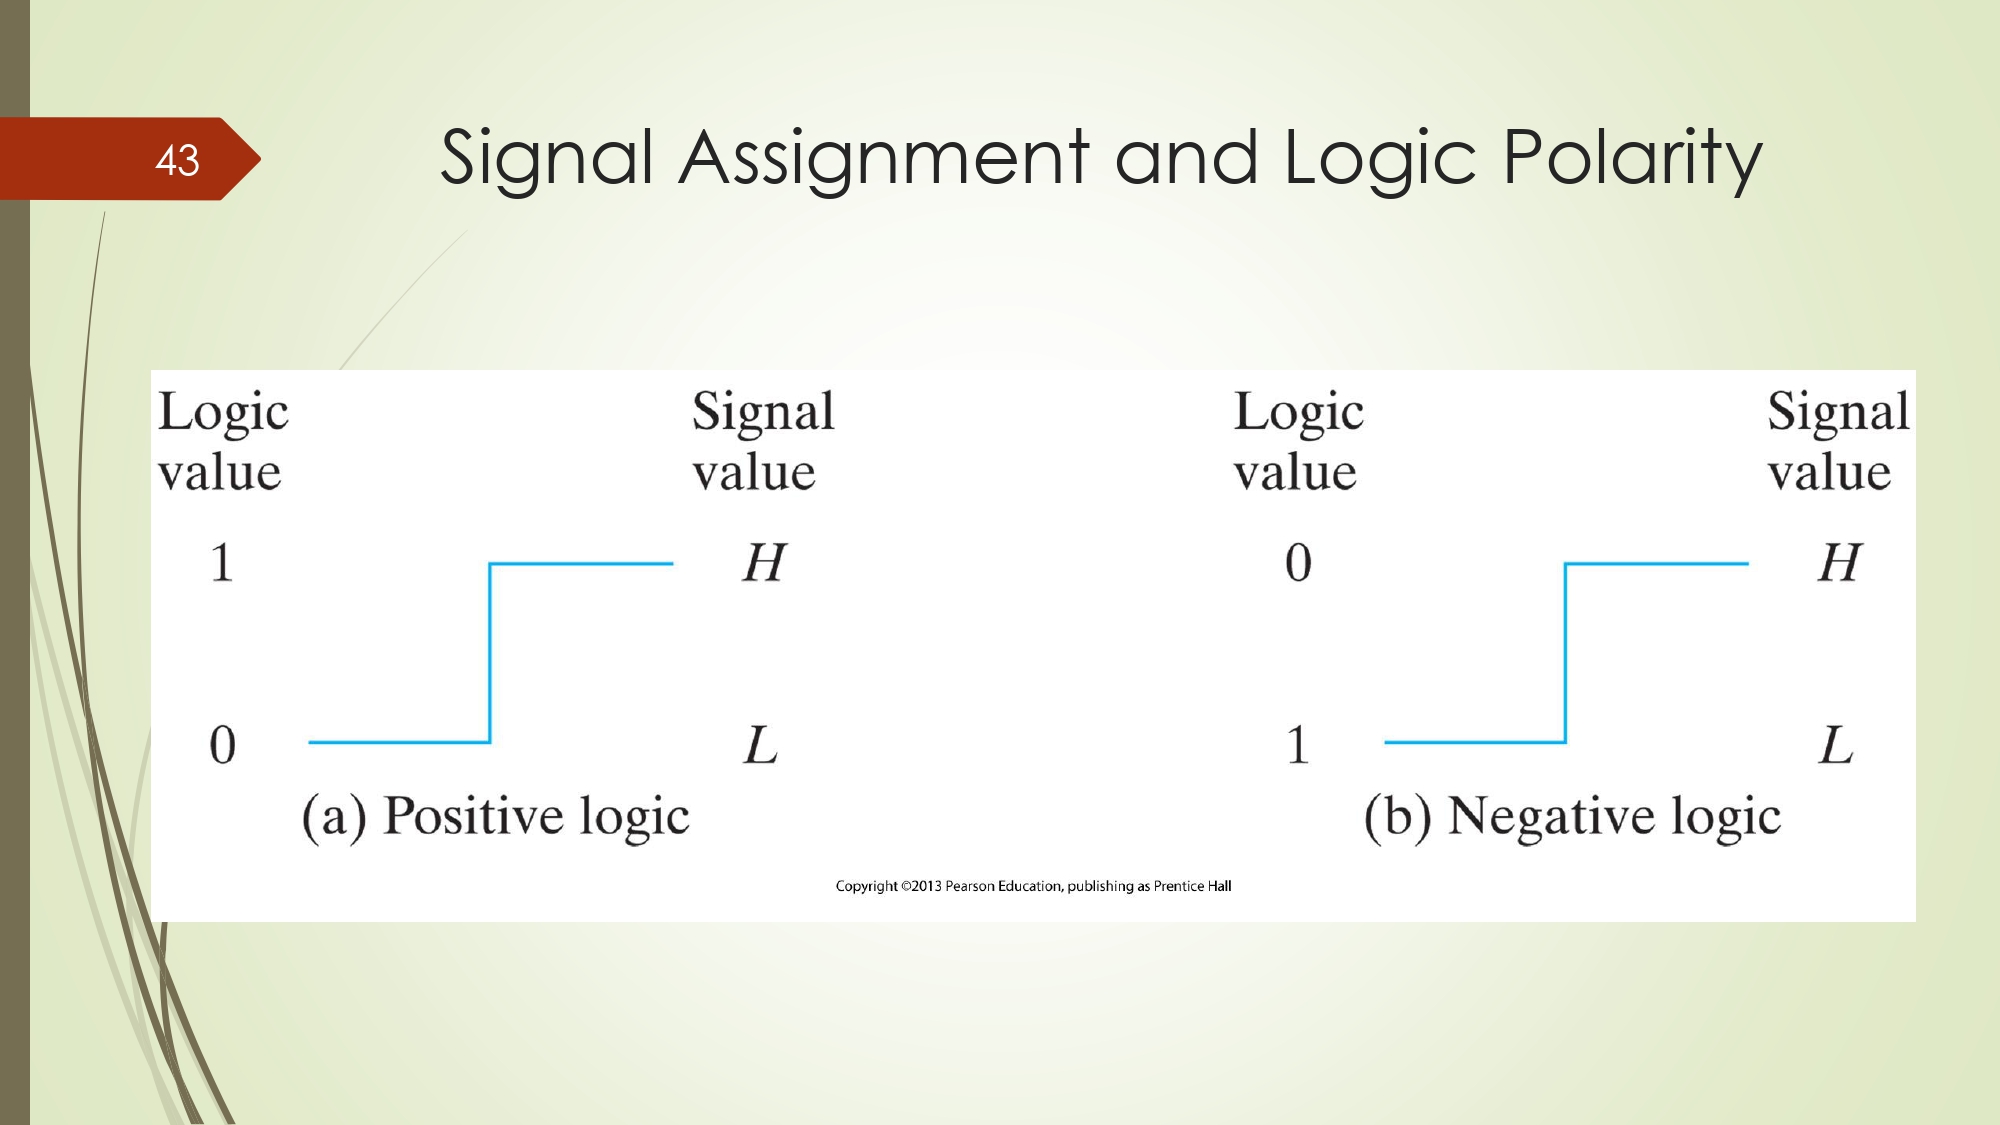 43
Signal Assignment and Logic Polarity
Logic value
Signal value
1
H
0
L
(a) Positive logic
Logic value
Signal value
0
H
1
L
(b) Negative logic
Copyright ©2013 Pearson Education, publishing as Prentice Hall